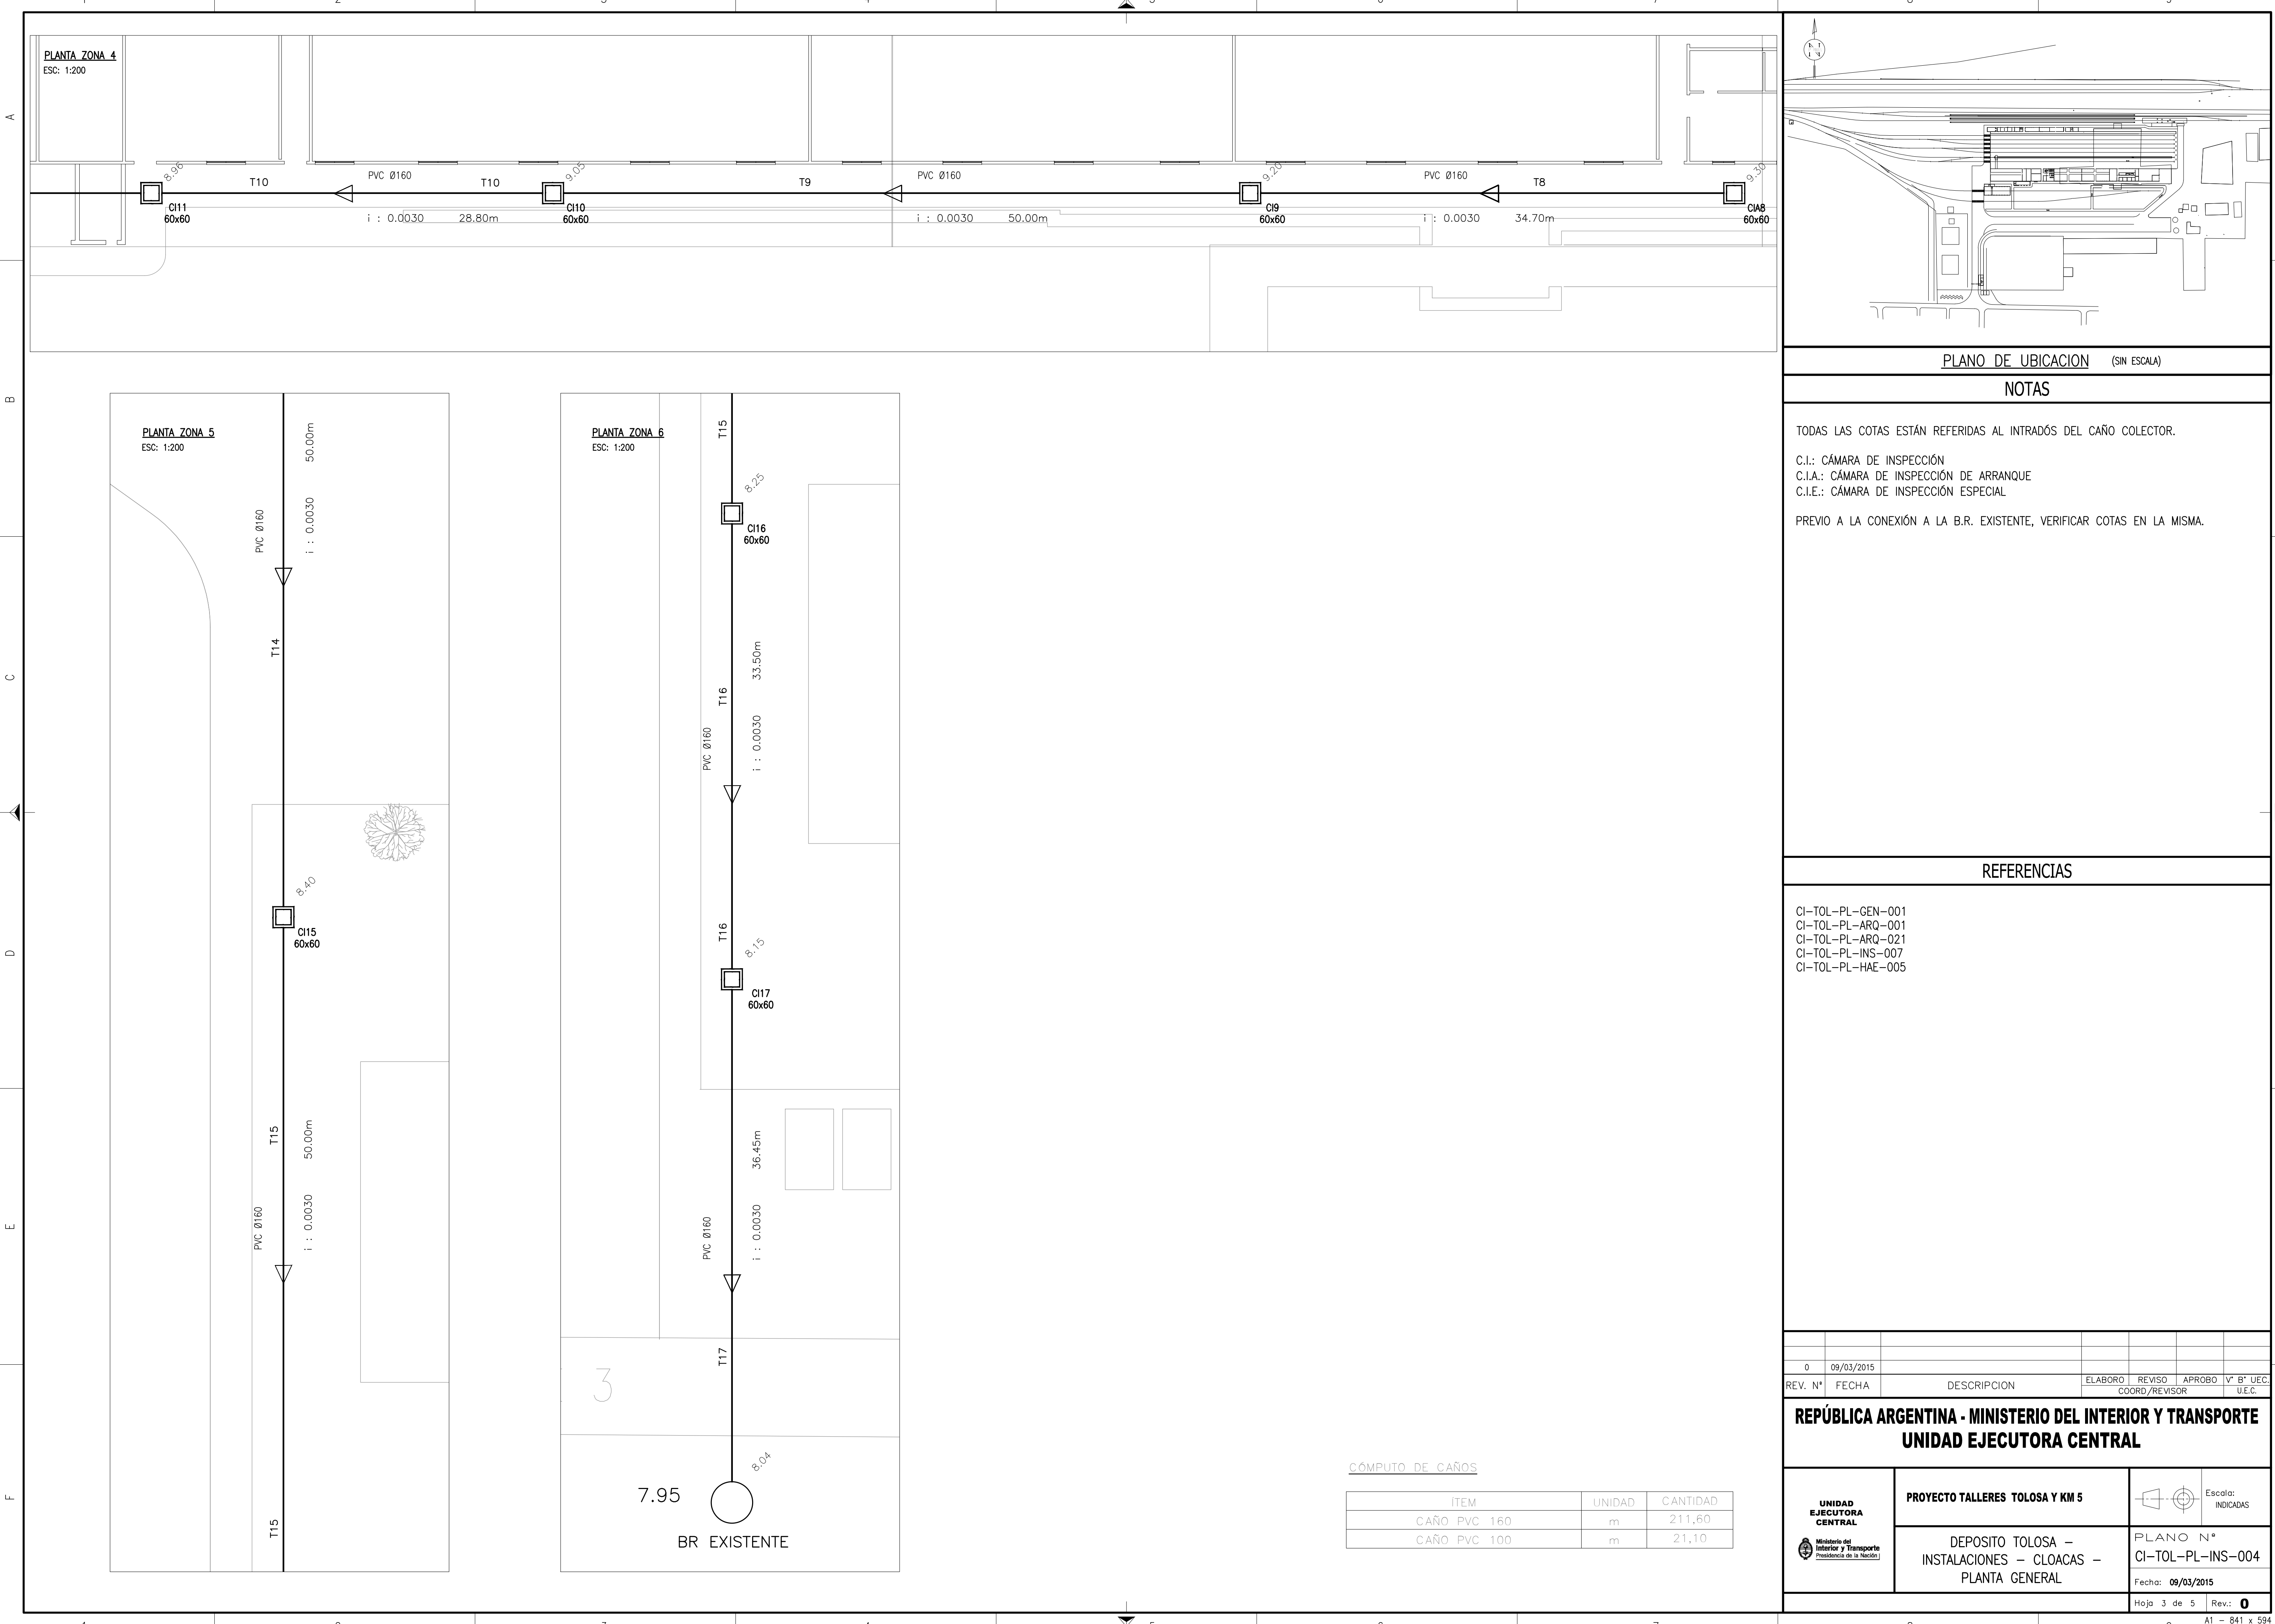 PLANTA ZONA 4
ESC: 1:200
8.96
T10
PVC Ø160
T10
9.05
T9
PVC Ø160
9.20
PVC Ø160
T8
9.30
CI11
60x60
i : 0.0030 28.80m
CI10
60x60
i : 0.0030 50.00m
CI9
60x60
i : 0.0030 34.70m
CIA8
60x60
PLANTA ZONA 5
ESC: 1:200
50.00m
i : 0.0030
PVC Ø160
T14
8.40
CI15
60x60
T15
50.00m
i : 0.0030
PVC Ø160
T15
PLANTA ZONA 6
ESC: 1:200
T15
8.25
CI16
60x60
33.50m
T16
i : 0.0030
PVC Ø160
T16
8.15
CI17
60x60
36.45m
i : 0.0030
PVC Ø160
T17
3
8.04
7.95
BR EXISTENTE
CÓMPUTO DE CAÑOS
ÍTEM UNIDAD CANTIDAD
CAÑO PVC 160 m 211,60
CAÑO PVC 100 m 21,10
PLANO DE UBICACION (SIN ESCALA)
NOTAS
TODAS LAS COTAS ESTÁN REFERIDAS AL INTRADÓS DEL CAÑO COLECTOR.
C.I.: CÁMARA DE INSPECCIÓN
C.I.A.: CÁMARA DE INSPECCIÓN DE ARRANQUE
C.I.E.: CÁMARA DE INSPECCIÓN ESPECIAL
PREVIO A LA CONEXIÓN A LA B.R. EXISTENTE, VERIFICAR COTAS EN LA MISMA.
REFERENCIAS
CI-TOL-PL-GEN-001
CI-TOL-PL-ARQ-001
CI-TOL-PL-ARQ-021
CI-TOL-PL-INS-007
CI-TOL-PL-HAE-005
0 09/03/2015
REV. Nº FECHA DESCRIPCION ELABORO REVISO APROBO V° B° UEC.
COORD/REVISOR U.E.C.
REPÚBLICA ARGENTINA - MINISTERIO DEL INTERIOR Y TRANSPORTE
UNIDAD EJECUTORA CENTRAL
UNIDAD
EJECUTORA
CENTRAL
Ministerio del
Interior y Transporte
Presidencia de la Nación
PROYECTO TALLERES TOLOSA Y KM 5
Escala:
INDICADAS
DEPOSITO TOLOSA –
INSTALACIONES – CLOACAS –
PLANTA GENERAL
PLANO Nº
CI-TOL-PL-INS-004
Fecha: 09/03/2015
Hoja 3 de 5 Rev.: 0
A1 - 841 x 594
A
B
C
D
E
F